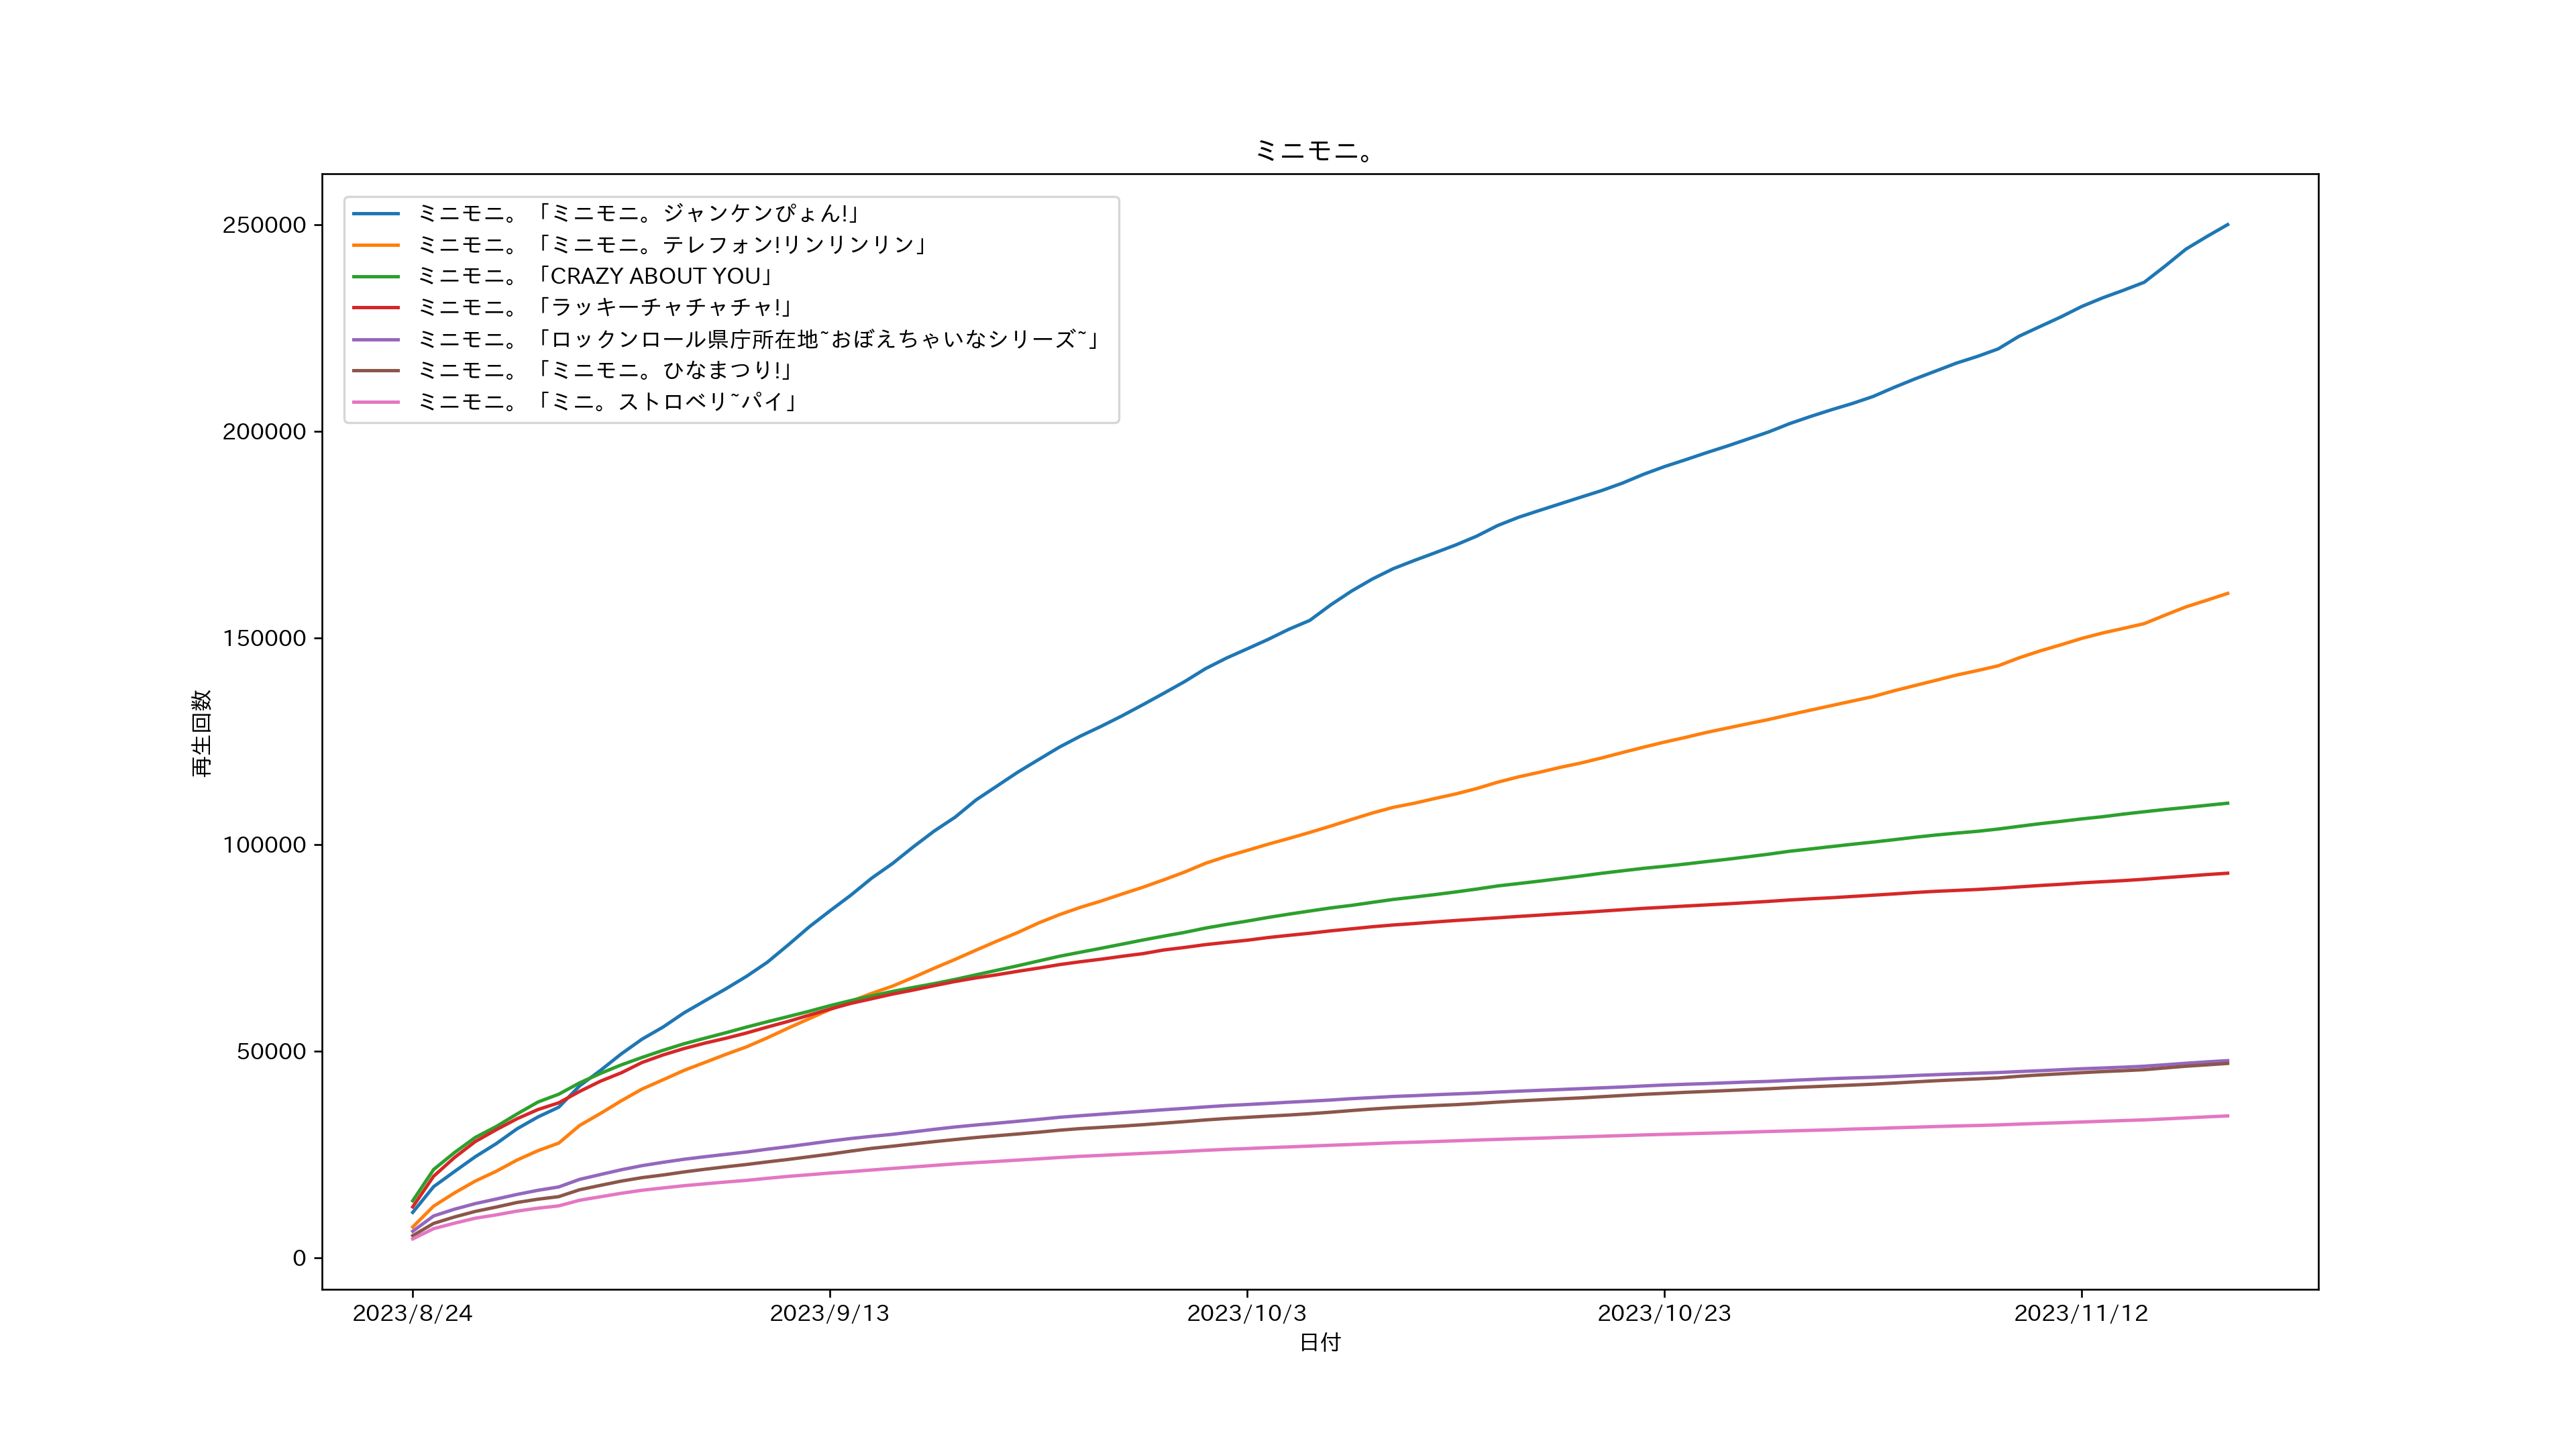 ミニモニ。
ミニモニ。「ミニモニ。ジャンケンぴょん!」
ミニモニ。「ミニモニ。テレフォン!リンリンリン」
ミニモニ。「CRAZY ABOUT YOU」
ミニモニ。「ラッキーチャチャチャ!」
ミニモニ。「ロックンロール県庁所在地~おぼえちゃいなシリーズ~」
ミニモニ。「ミニモニ。ひなまつり!」
ミニモニ。「ミニ。ストロベリ~パイ」
250000
200000
150000
100000
50000
0
再生回数
2023/8/24
2023/9/13
2023/10/3
2023/10/23
2023/11/12
日付